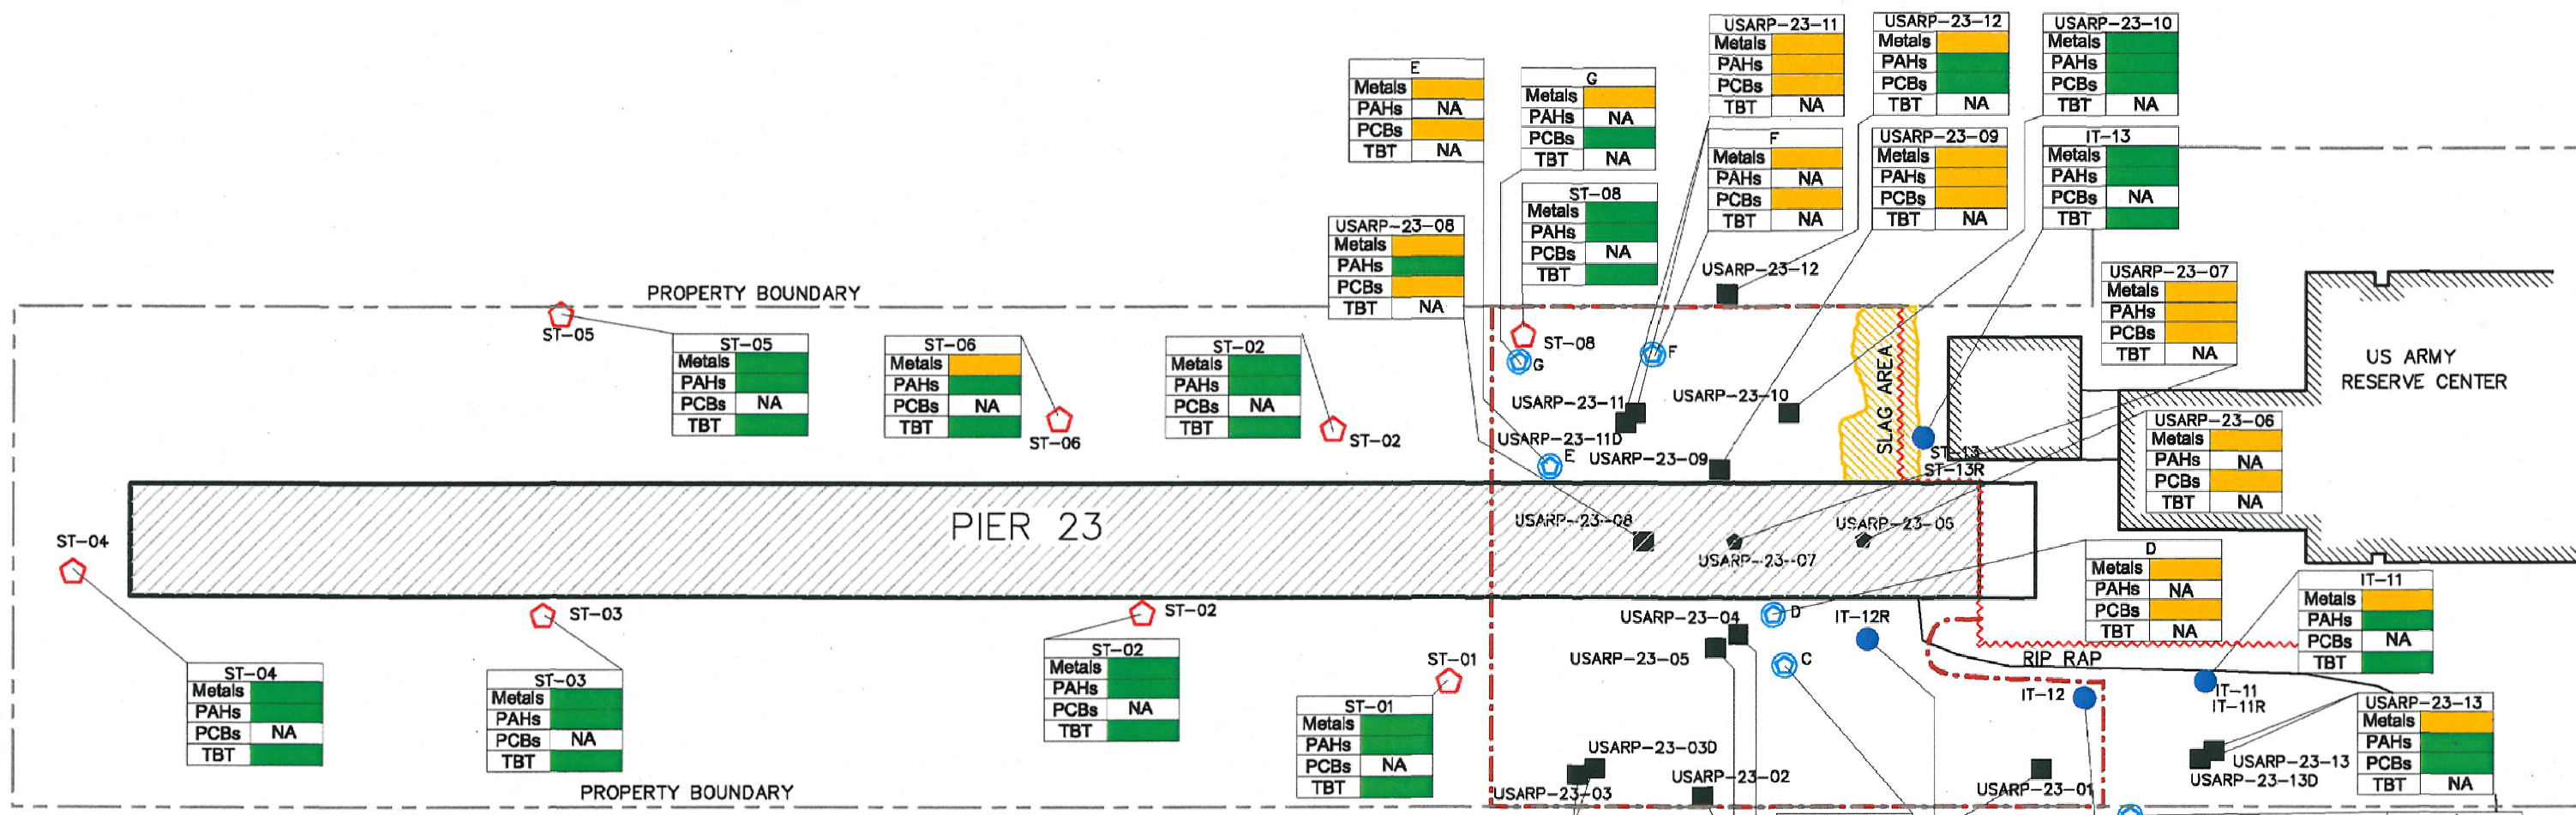 USARP-23-11
Metals
PAHs
PCBs
TBT NA
USARP-23-12
Metals
PAHs
PCBs
TBT NA
USARP-23-10
Metals
PAHs
PCBs
TBT NA
E
Metals
PAHs NA
PCBs
TBT NA
G
Metals
PAHs NA
PCBs
TBT NA
F
Metals
PAHs NA
PCBs
TBT NA
USARP-23-09
Metals
PAHs
PCBs
TBT NA
IT-13
Metals
PAHs
PCBs NA
TBT
ST-08
Metals
PAHs
PCBs NA
TBT
USARP-23-08
Metals
PAHs
PCBs
TBT NA
USARP-23-12
USARP-23-07
Metals
PAHs
PCBs
TBT NA
PROPERTY BOUNDARY
ST-05
ST-05
Metals
PAHs
PCBs NA
TBT
ST-06
Metals
PAHs
PCBs NA
TBT
ST-06
ST-02
Metals
PAHs
PCBs NA
TBT
ST-02
ST-08
G
F
USARP-23-11
USARP-23-10
USARP-23-11D
E
USARP-23-09
SLAG AREA
ST-13
ST-13R
US ARMY
RESERVE CENTER
USARP-23-06
Metals
PAHs NA
PCBs
TBT NA
PIER 23
USARP-23-08
USARP-23-07
USARP-23-06
ST-04
ST-03
ST-02
USARP-23-04
D
IT-12R
USARP-23-05
C
D
Metals
PAHs NA
PCBs
TBT NA
IT-11
Metals
PAHs
PCBs NA
TBT
RIP RAP
ST-04
Metals
PAHs
PCBs NA
TBT
ST-03
Metals
PAHs
PCBs NA
TBT
ST-02
Metals
PAHs
PCBs NA
TBT
ST-01
ST-01
Metals
PAHs
PCBs NA
TBT
IT-12
IT-11
IT-11R
USARP-23-13
Metals
PAHs
PCBs
TBT NA
USARP-23-03D
USARP-23-03
USARP-23-02
USARP-23-01
USARP-23-13
USARP-23-13D
PROPERTY BOUNDARY